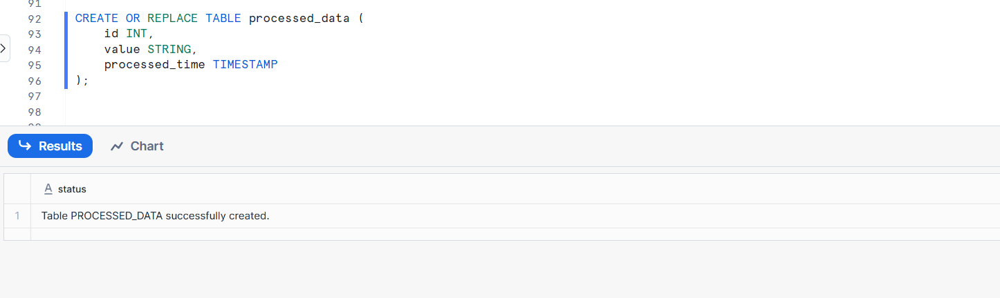 91
92 CREATE OR REPLACE TABLE processed_data (
93 id INT,
94 value STRING,
95 processed_time TIMESTAMP
96 );
97
98
Results Chart
A status
1 Table PROCESSED_DATA successfully created.